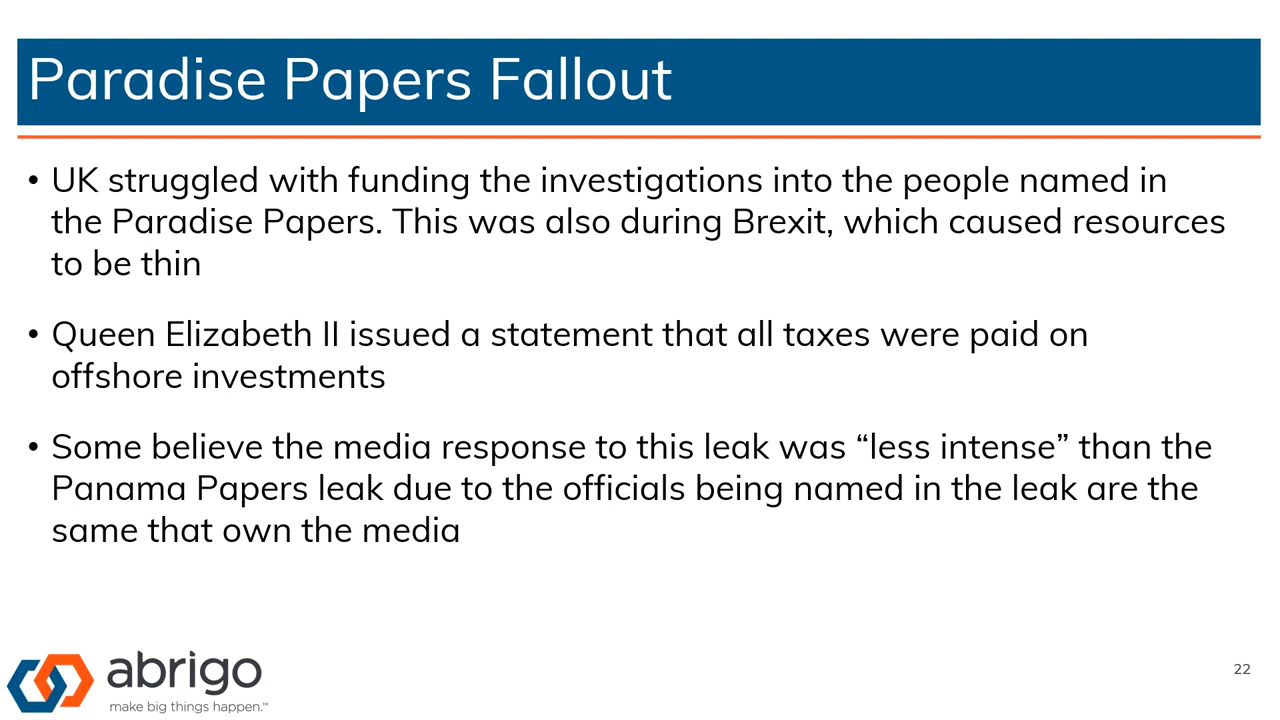 Paradise Papers Fallout
• UK struggled with funding the investigations into the people named in
the Paradise Papers. This was also during Brexit, which caused resources
to be thin
• Queen Elizabeth II issued a statement that all taxes were paid on
offshore investments
• Some believe the media response to this leak was “less intense” than the
Panama Papers leak due to the officials being named in the leak are the
same that own the media
abrigo
make big things happen.™
22